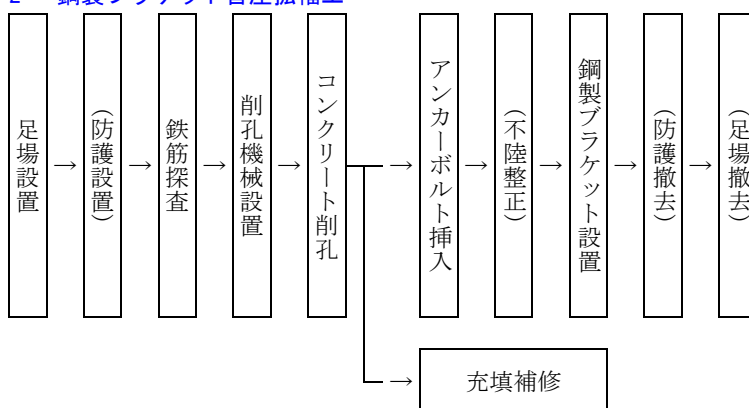 2 鋼製ブラケット沓座拡幅工
足場設置
→
(防護設置)
→
鉄筋探査
→
削孔機械設置
→
コンクリート削孔
→
アンカーボルト挿入
→
(不陸整正)
→
鋼製ブラケット設置
→
(防護撤去)
→
(足場撤去)
→
充填補修